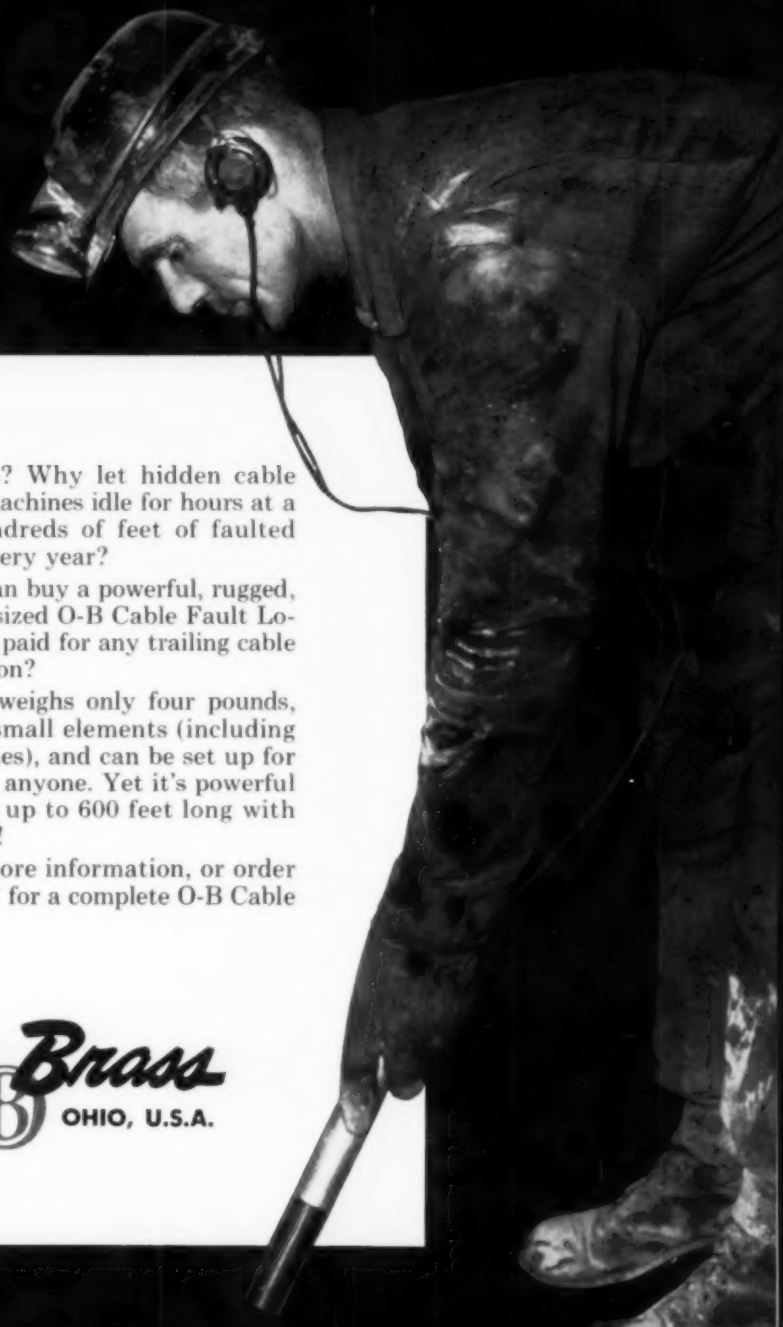 ? Why let hidden cable
achines idle for hours at a
dreds of feet of faulted
ery year?
an buy a powerful, rugged,
sized O-B Cable Fault Lo-
paid for any trailing cable
on?
weighs only four pounds,
small elements (including
es), and can be set up for
anyone. Yet it's powerful
up to 600 feet long with
ore information, or order
for a complete O-B Cable
Brass
B
OHIO, U.S.A.